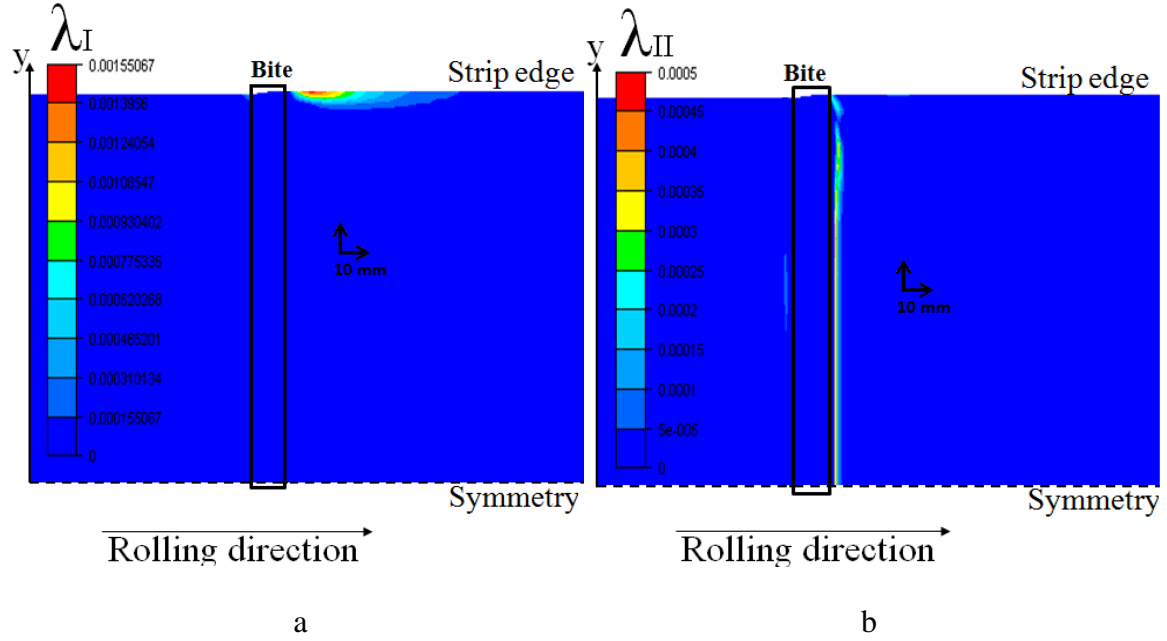 λI
y
0.00155067
0.0013956
0.00124054
0.00106547
0.000930402
0.000775335
0.000620268
0.000465201
0.000310134
0.000155067
0
Bite
Strip edge
10 mm
Symmetry
Rolling direction
a
λII
y
0.0005
0.00045
0.0004
0.00035
0.0003
0.00025
0.0002
0.00015
0.0001
5e-005
0
Bite
Strip edge
10 mm
Symmetry
Rolling direction
b